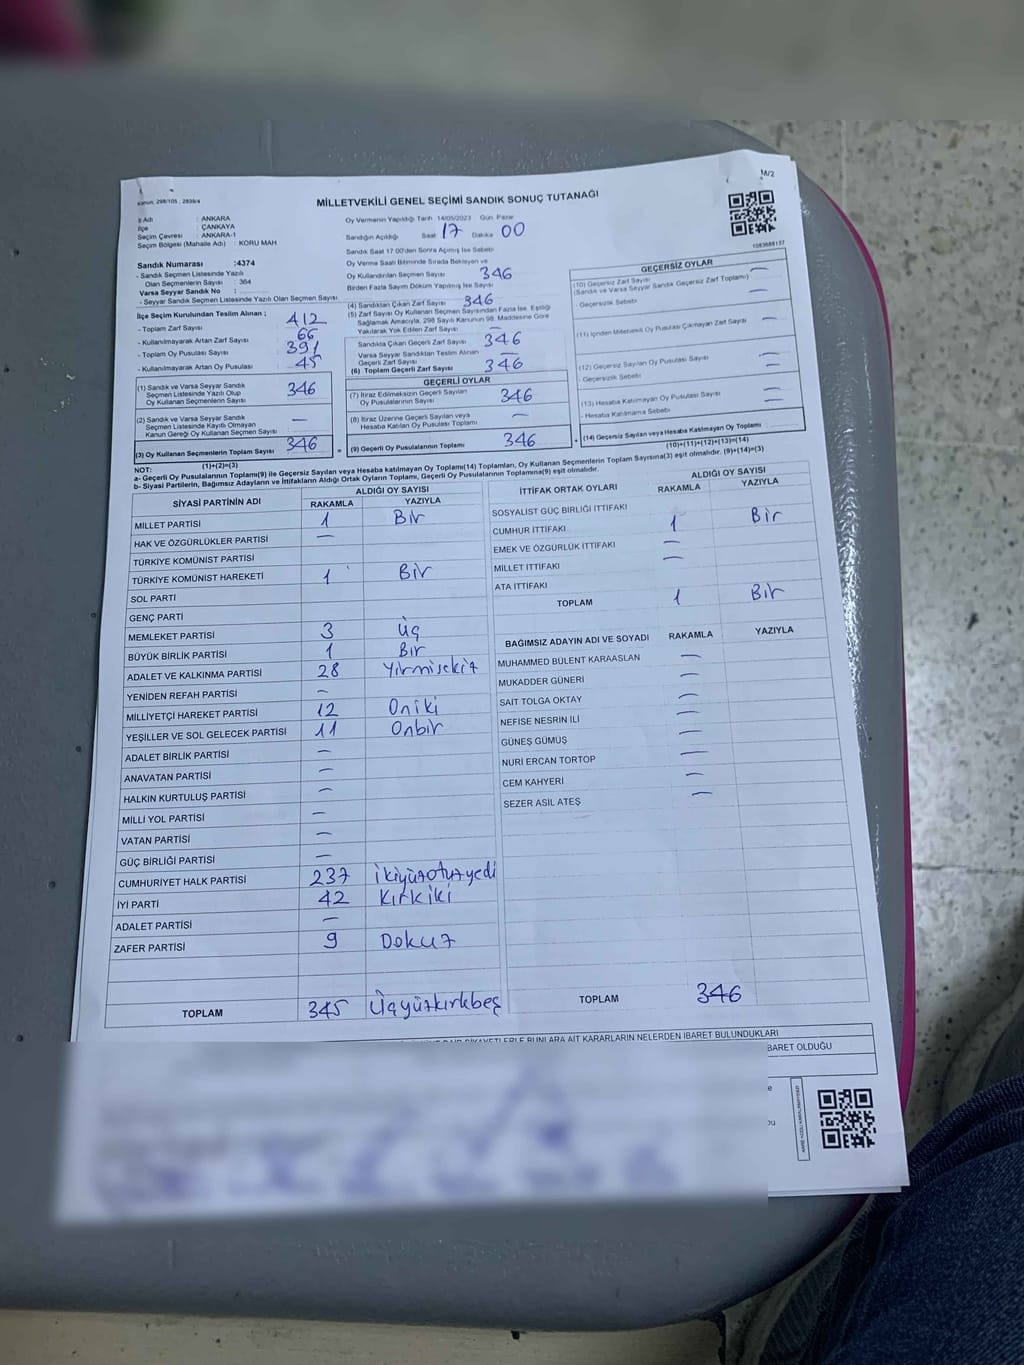 M/2
Kanun: 298/105 , 2839/4
MİLLETVEKİLİ GENEL SEÇİMİ SANDIK SONUÇ TUTANAĞI
1083688137
İl Adı : ANKARA
İlçe : ÇANKAYA
Seçim Çevresi : ANKARA-1
Seçim Bölgesi (Mahalle Adı) : KORU MAH.
Sandık Numarası :4374
- Sandık Seçmen Listesinde Yazılı
Olan Seçmenlerin Sayısı : 364
Varsa Seyyar Sandık No :
- Seyyar Sandık Seçmen Listesinde Yazılı Olan Seçmen Sayısı
İlçe Seçim Kurulundan Teslim Alınan ;
- Toplam Zarf Sayısı 412
- Kullanılmayarak Artan Zarf Sayısı 66
- Toplam Oy Pusulası Sayısı 391
- Kullanılmayarak Artan Oy Pusulası 45
(1) Sandık ve Varsa Seyyar Sandık
Seçmen Listesinde Yazılı Olup
Oy Kullanan Seçmenlerin Sayısı 346
(2) Sandık ve Varsa Seyyar Sandık
Seçmen Listesinde Kayıtlı Olmayan
Kanun Gereği Oy Kullanan Seçmen Sayısı —
(3) Oy Kullanan Seçmenlerin Toplam Sayısı 346
(1)+(2)=(3)
Oy Vermenin Yapıldığı Tarih 14/05/2023 Gün Pazar
Sandığın Açıldığı Saat 17 Dakika 00
Sandık Saat 17:00'den Sonra Açılmış İse Sebebi
Oy Verme Saati Bitiminde Sırada Bekleyen ve
Oy Kullandırılan Seçmen Sayısı 346
Birden Fazla Sayım Döküm Yapılmış İse Sayısı
(4) Sandıktan Çıkan Zarf Sayısı 346
(5) Zarf Sayısı Oy Kullanan Seçmen Sayısından Fazla İse, Eşitliği
Sağlamak Amacıyla, 298 Sayılı Kanunun 98. Maddesine Göre
Yakılarak Yok Edilen Zarf Sayısı —
Sandıkta Çıkan Geçerli Zarf Sayısı 346
Varsa Seyyar Sandıktan Teslim Alınan
Geçerli Zarf Sayısı —
(6) Toplam Geçerli Zarf Sayısı 346
GEÇERLİ OYLAR
(7) İtiraz Edilmeksizin Geçerli Sayılan
Oy Pusulalarının Sayısı 346
(8) İtiraz Üzerine Geçerli Sayılan veya
Hesaba Katılan Oy Pusulası Toplamı —
= (9) Geçerli Oy Pusulalarının Toplamı 346
GEÇERSİZ OYLAR
(10) Geçersiz Zarf Sayısı —
(Sandık ve Varsa Seyyar Sandık Geçersiz Zarf Toplamı)
- Geçersizlik Sebebi —
(11) İçinden Milletvekili Oy Pusulası Çıkmayan Zarf Sayısı —
(12) Geçersiz Sayılan Oy Pusulası Sayısı —
- Geçersizlik Sebebi —
(13) Hesaba Katılmayan Oy Pusulası Sayısı —
- Hesaba Katılmama Sebebi —
+ (14) Geçersiz Sayılan veya Hesaba Katılmayan Oy Toplamı
(10)+(11)+(12)+(13)=(14)
NOT:
a- Geçerli Oy Pusulalarının Toplamı(9) ile Geçersiz Sayılan veya Hesaba katılmayan Oy Toplamı(14) Toplamları, Oy Kullanan Seçmenlerin Toplam Sayısına(3) eşit olmalıdır. (9)+(14)=(3)
b- Siyasi Partilerin, Bağımsız Adayların ve İttifakların Aldığı Ortak Oyların Toplamı, Geçerli Oy Pusulalarının Toplamına(9) eşit olmalıdır.
SİYASİ PARTİNİN ADI ALDIĞI OY SAYISI
RAKAMLA YAZIYLA
MİLLET PARTİSİ 1 Bir
HAK VE ÖZGÜRLÜKLER PARTİSİ —
TÜRKİYE KOMÜNİST PARTİSİ
TÜRKİYE KOMÜNİST HAREKETİ 1 Bir
SOL PARTİ
GENÇ PARTİ
MEMLEKET PARTİSİ 3 Üç
BÜYÜK BİRLİK PARTİSİ 1 Bir
ADALET VE KALKINMA PARTİSİ 28 Yirmisekiz
YENİDEN REFAH PARTİSİ —
MİLLİYETÇİ HAREKET PARTİSİ 12 Oniki
YEŞİLLER VE SOL GELECEK PARTİSİ 11 Onbir
ADALET BİRLİK PARTİSİ —
ANAVATAN PARTİSİ —
HALKIN KURTULUŞ PARTİSİ —
MİLLİ YOL PARTİSİ —
VATAN PARTİSİ —
GÜÇ BİRLİĞİ PARTİSİ —
CUMHURİYET HALK PARTİSİ 237 ikiyüzotuzyedi
İYİ PARTİ 42 Kırkiki
ADALET PARTİSİ —
ZAFER PARTİSİ 9 Dokuz
TOPLAM 345 Üçyüzkırkbeş
İTTİFAK ORTAK OYLARI ALDIĞI OY SAYISI
RAKAMLA YAZIYLA
SOSYALİST GÜÇ BİRLİĞİ İTTİFAKI
CUMHUR İTTİFAKI 1 Bir
EMEK VE ÖZGÜRLÜK İTTİFAKI —
MİLLET İTTİFAKI —
ATA İTTİFAKI
TOPLAM 1 Bir
BAĞIMSIZ ADAYIN ADI VE SOYADI RAKAMLA YAZIYLA
MUHAMMED BÜLENT KARAASLAN —
MUKADDER GÜNERİ —
SAİT TOLGA OKTAY —
NEFİSE NESRİN İLİ —
GÜNEŞ GÜMÜŞ —
NURİ ERCAN TORTOP —
CEM KAHYERİ —
SEZER ASİL ATEŞ —
TOPLAM 346
BUNLARA AİT KARARLARIN NELERDEN İBARET BULUNDUKLARI
İBARET OLDUĞU